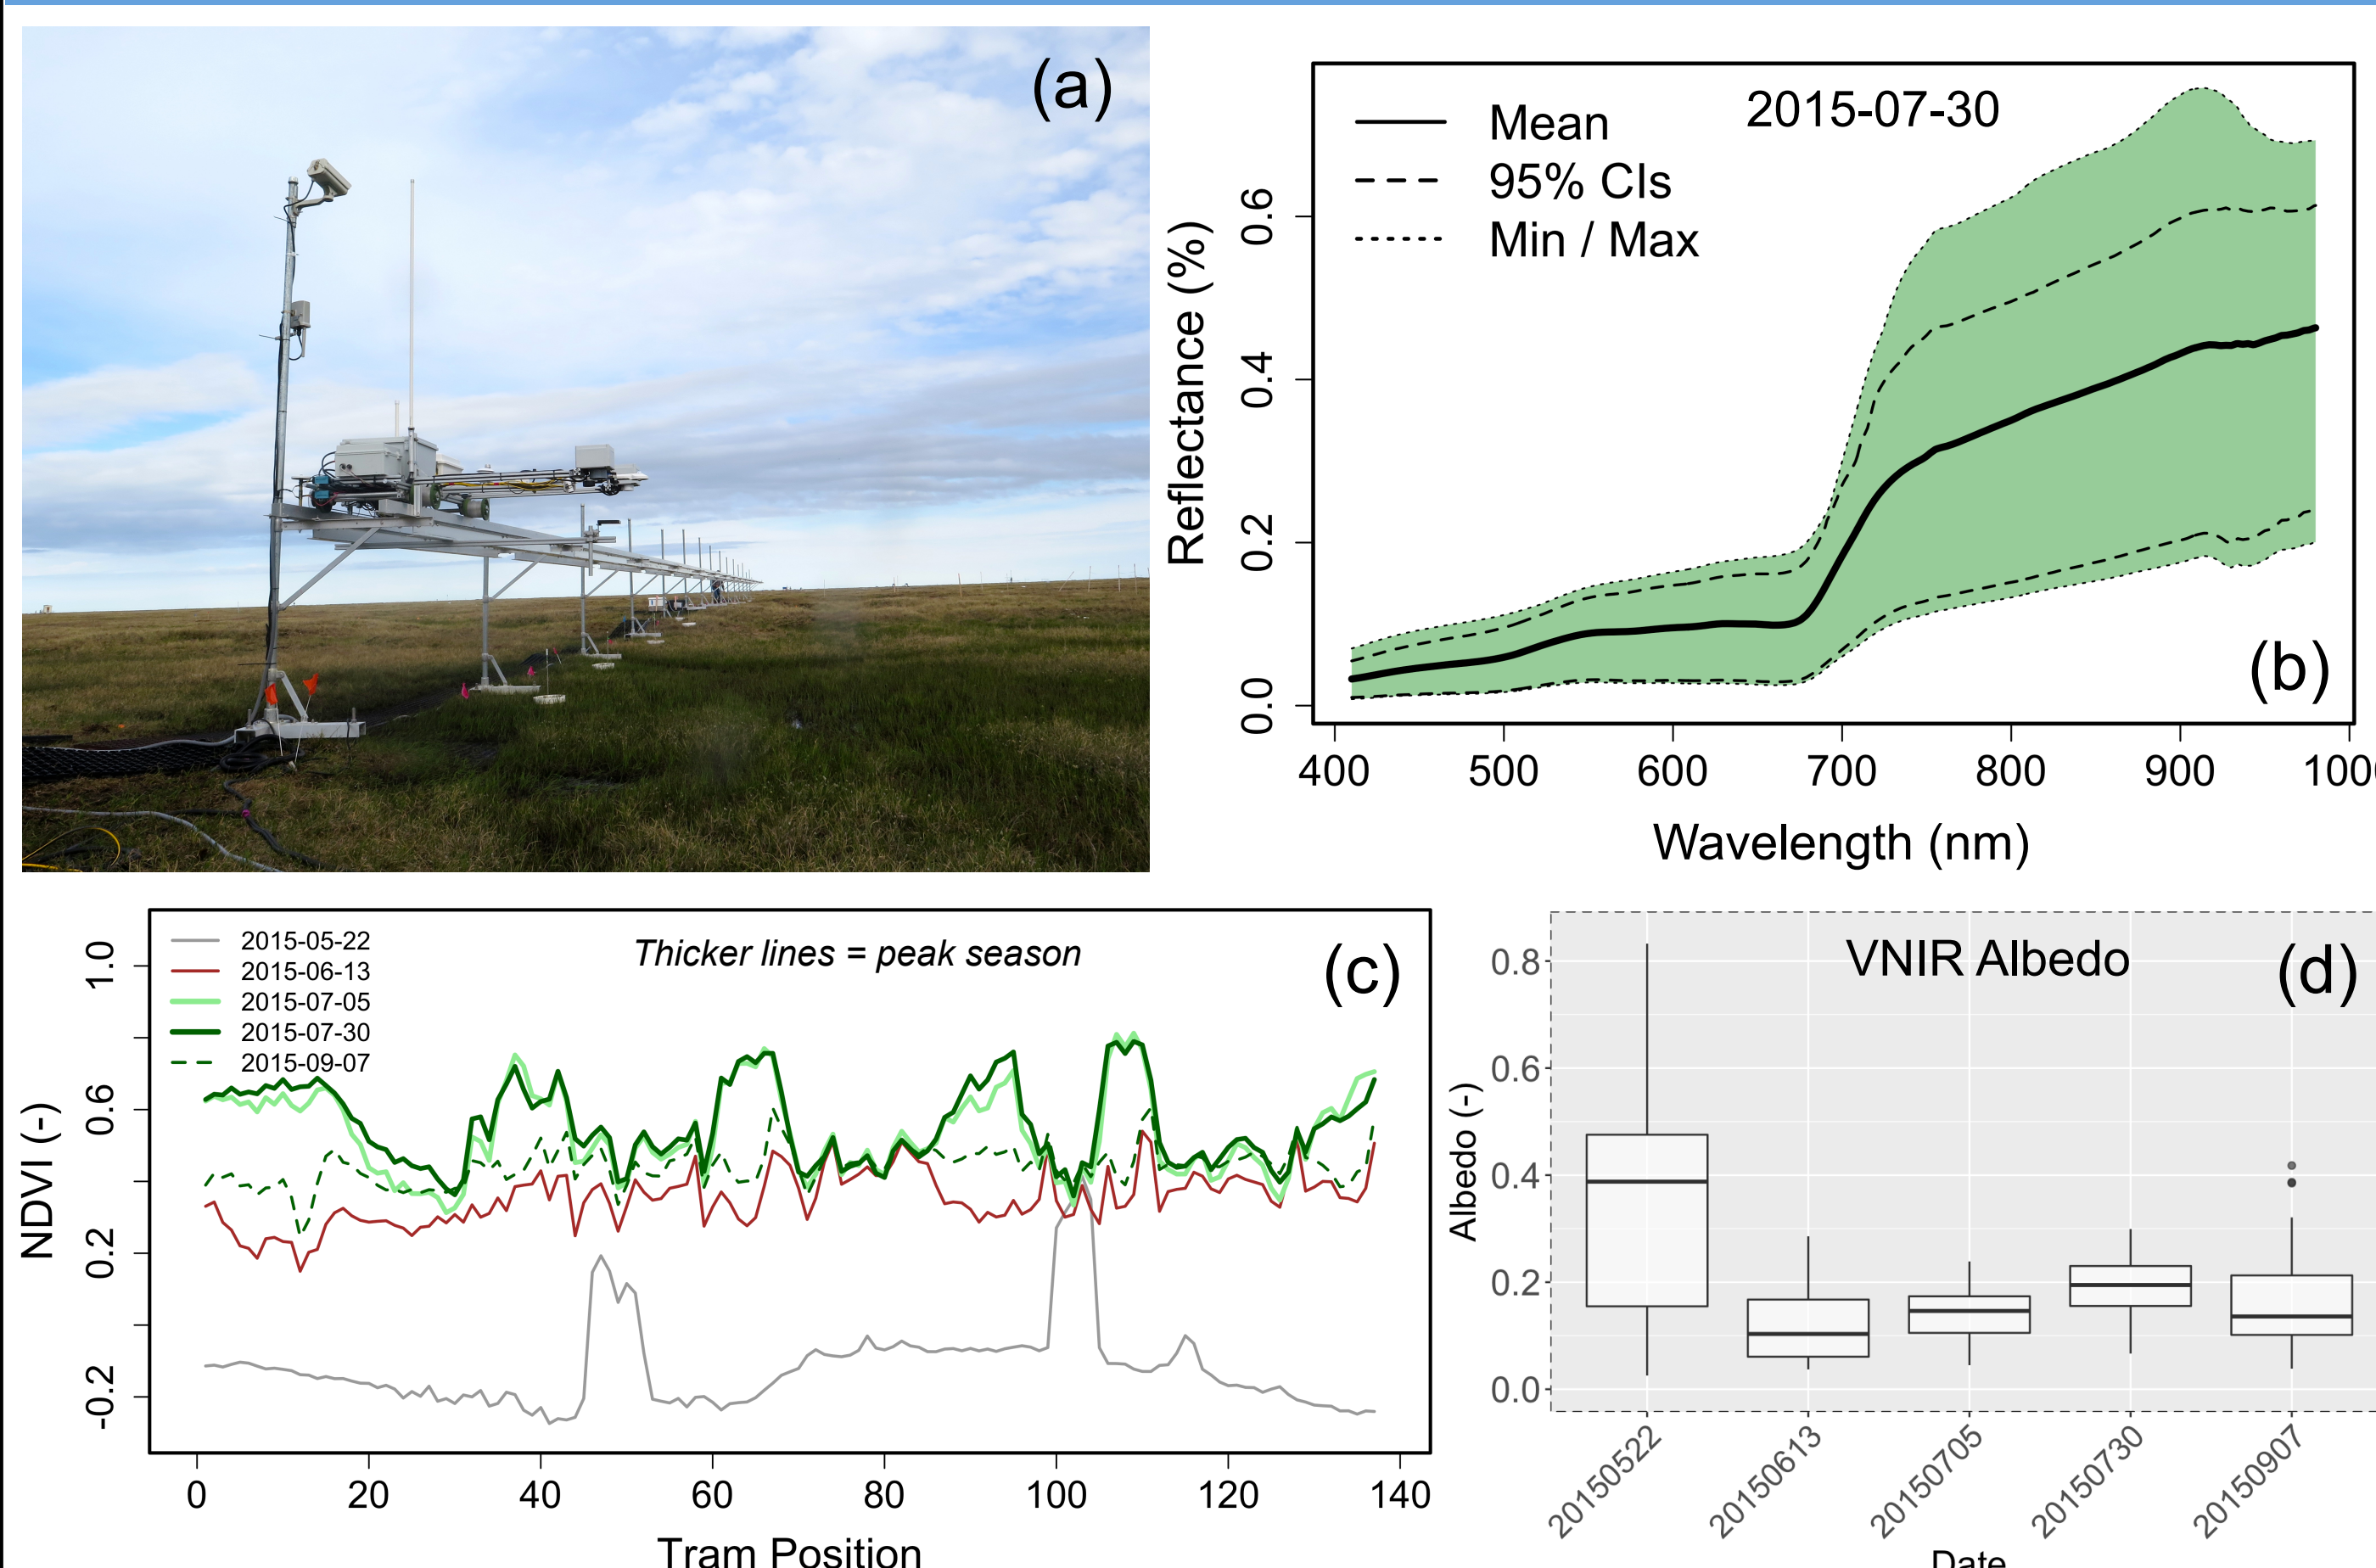 (a)
Mean
95% CIs
Min / Max
2015-07-30
Reflectance (%)
0.0 0.2 0.4 0.6
(b)
400 500 600 700 800 900 100
Wavelength (nm)
2015-05-22
2015-06-13
2015-07-05
2015-07-30
2015-09-07
Thicker lines = peak season
(c)
NDVI (-)
-0.2 0.2 0.6 1.0
0 20 40 60 80 100 120 140
Tram Position
VNIR Albedo
(d)
Albedo (-)
0.8
0.6
0.4
0.2
0.0
20150522 20150613 20150705 20150730 20150907
Date